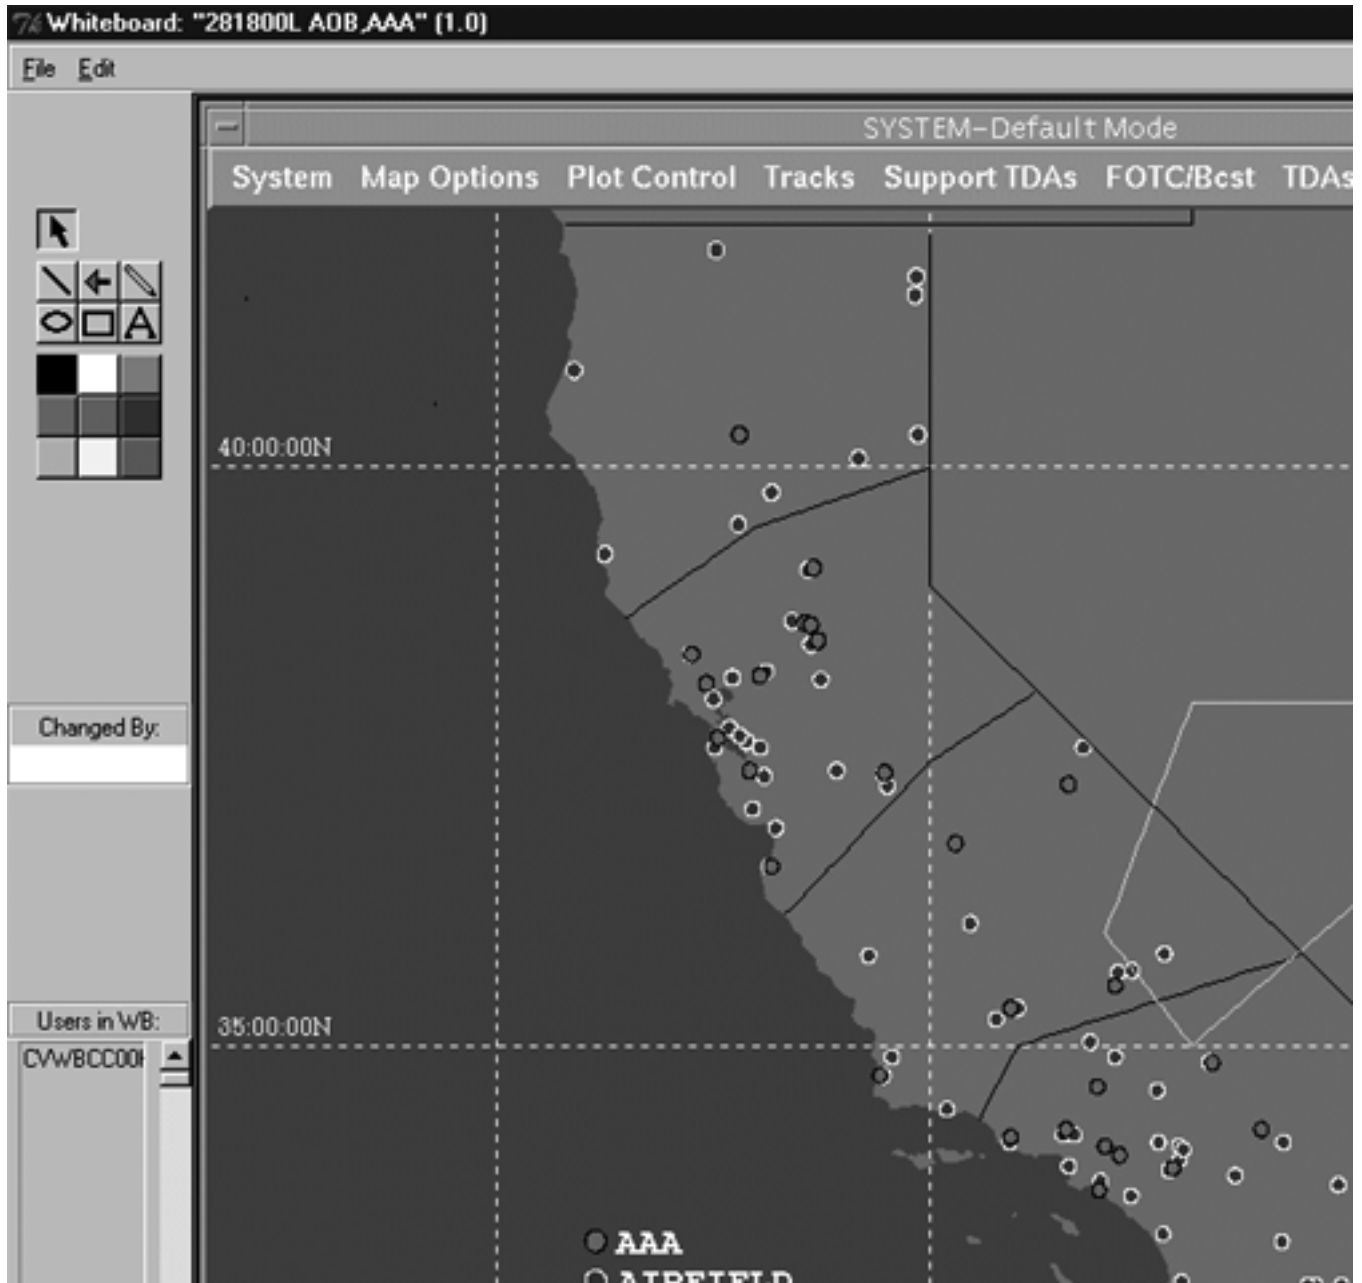 Whiteboard: "281800L AOB,AAA" (1.0)
File Edit
SYSTEM-Default Mode
System Map Options Plot Control Tracks Support TDAs FOTC/Bcst TDAs
A
40:00:00N
Changed By:
Users in WB:
35:00:00N
AAA
AIRFIELD